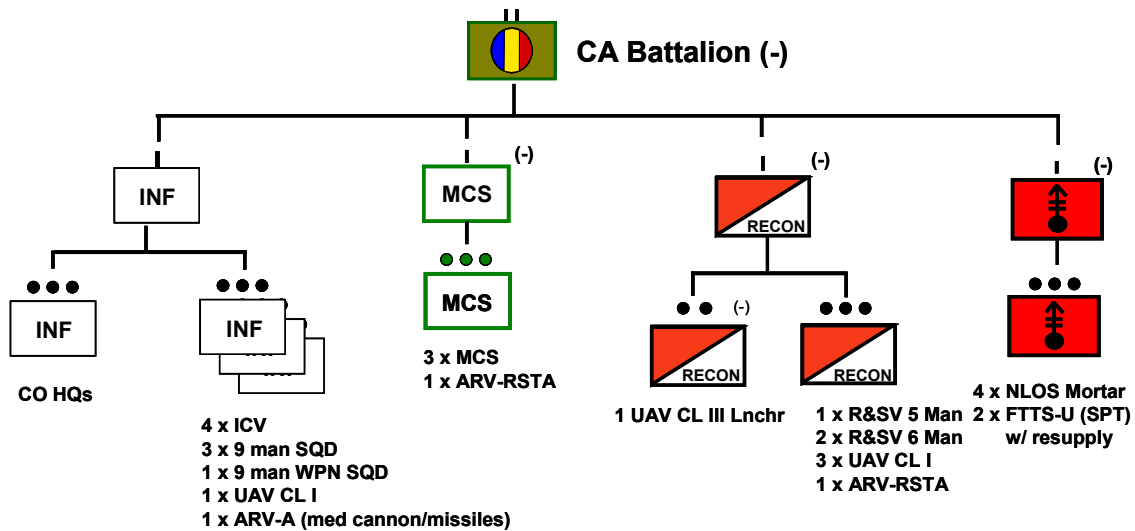 CA Battalion (-)
INF
(-)
MCS
(-)
RECON
(-)
INF
CO HQs
INF
4 x ICV
3 x 9 man SQD
1 x 9 man WPN SQD
1 x UAV CL I
1 x ARV-A (med cannon/missiles)
MCS
3 x MCS
1 x ARV-RSTA
(-)
RECON
1 UAV CL III Lnchr
RECON
1 x R&SV 5 Man
2 x R&SV 6 Man
3 x UAV CL I
1 x ARV-RSTA
4 x NLOS Mortar
2 x FTTS-U (SPT)
w/ resupply